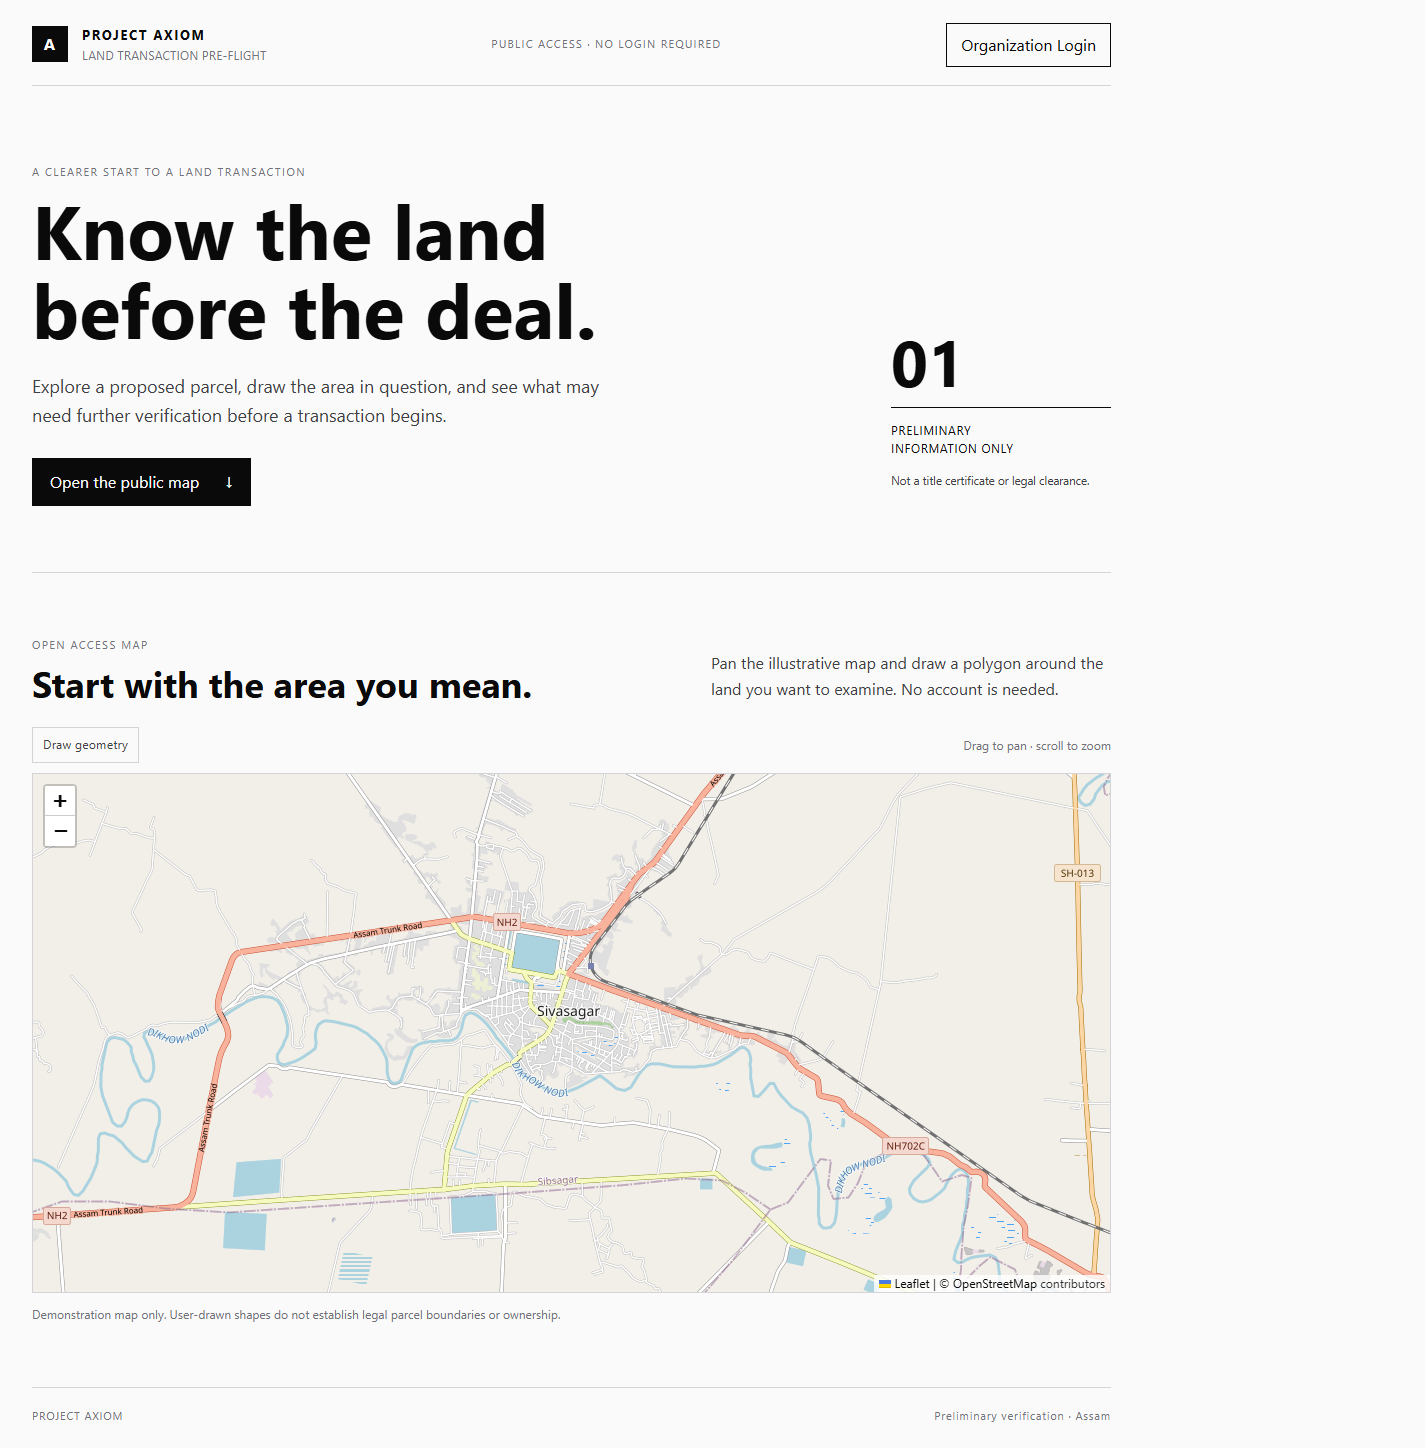 A
PROJECT AXIOM
LAND TRANSACTION PRE-FLIGHT
PUBLIC ACCESS · NO LOGIN REQUIRED
Organization Login
A CLEARER START TO A LAND TRANSACTION
Know the land
before the deal.
Explore a proposed parcel, draw the area in question, and see what may
need further verification before a transaction begins.
Open the public map ↓
01
PRELIMINARY
INFORMATION ONLY
Not a title certificate or legal clearance.
OPEN ACCESS MAP
Start with the area you mean.
Pan the illustrative map and draw a polygon around the
land you want to examine. No account is needed.
Draw geometry
Drag to pan · scroll to zoom
+
−
Assa
SH-013
NH2
Assam Trunk Road
Sivasagar
DIKHOW NODI
DIKHOW NODI
Assam Trunk Road
NH702C
DIKHOW NODI
Sibsagar
NH2
Assam Trunk Road
Leaflet | © OpenStreetMap contributors
Demonstration map only. User-drawn shapes do not establish legal parcel boundaries or ownership.
PROJECT AXIOM
Preliminary verification · Assam